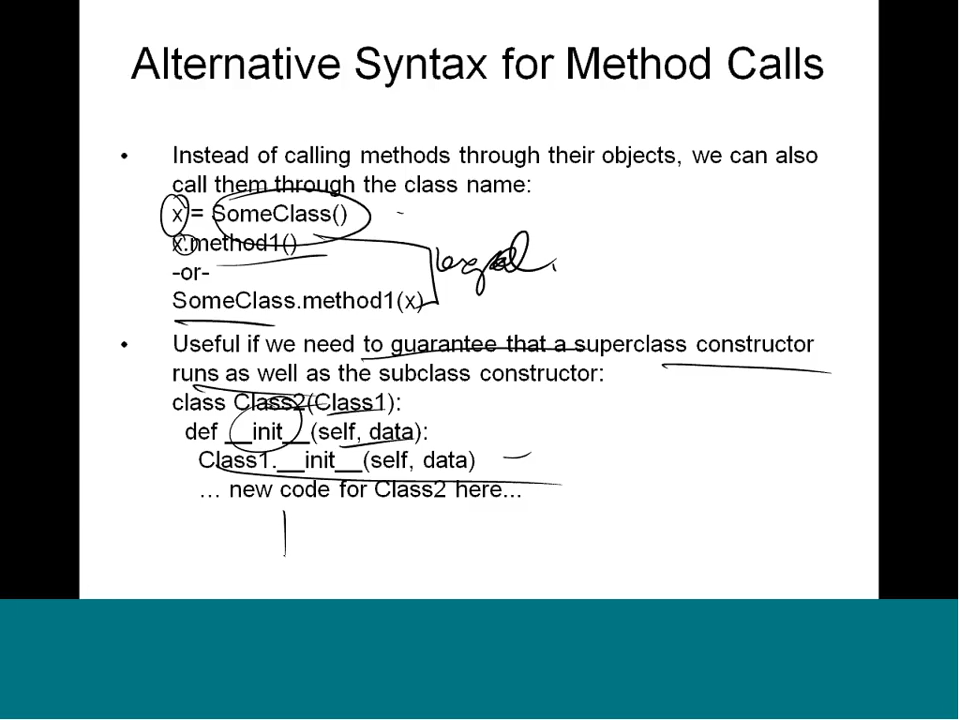 Alternative Syntax for Method Calls
• Instead of calling methods through their objects, we can also
call them through the class name:
x = SomeClass()
x.method1()
-or-
SomeClass.method1(x)
• Useful if we need to guarantee that a superclass constructor
runs as well as the subclass constructor:
class Class2(Class1):
def __init__(self, data):
Class1.__init__(self, data)
… new code for Class2 here...